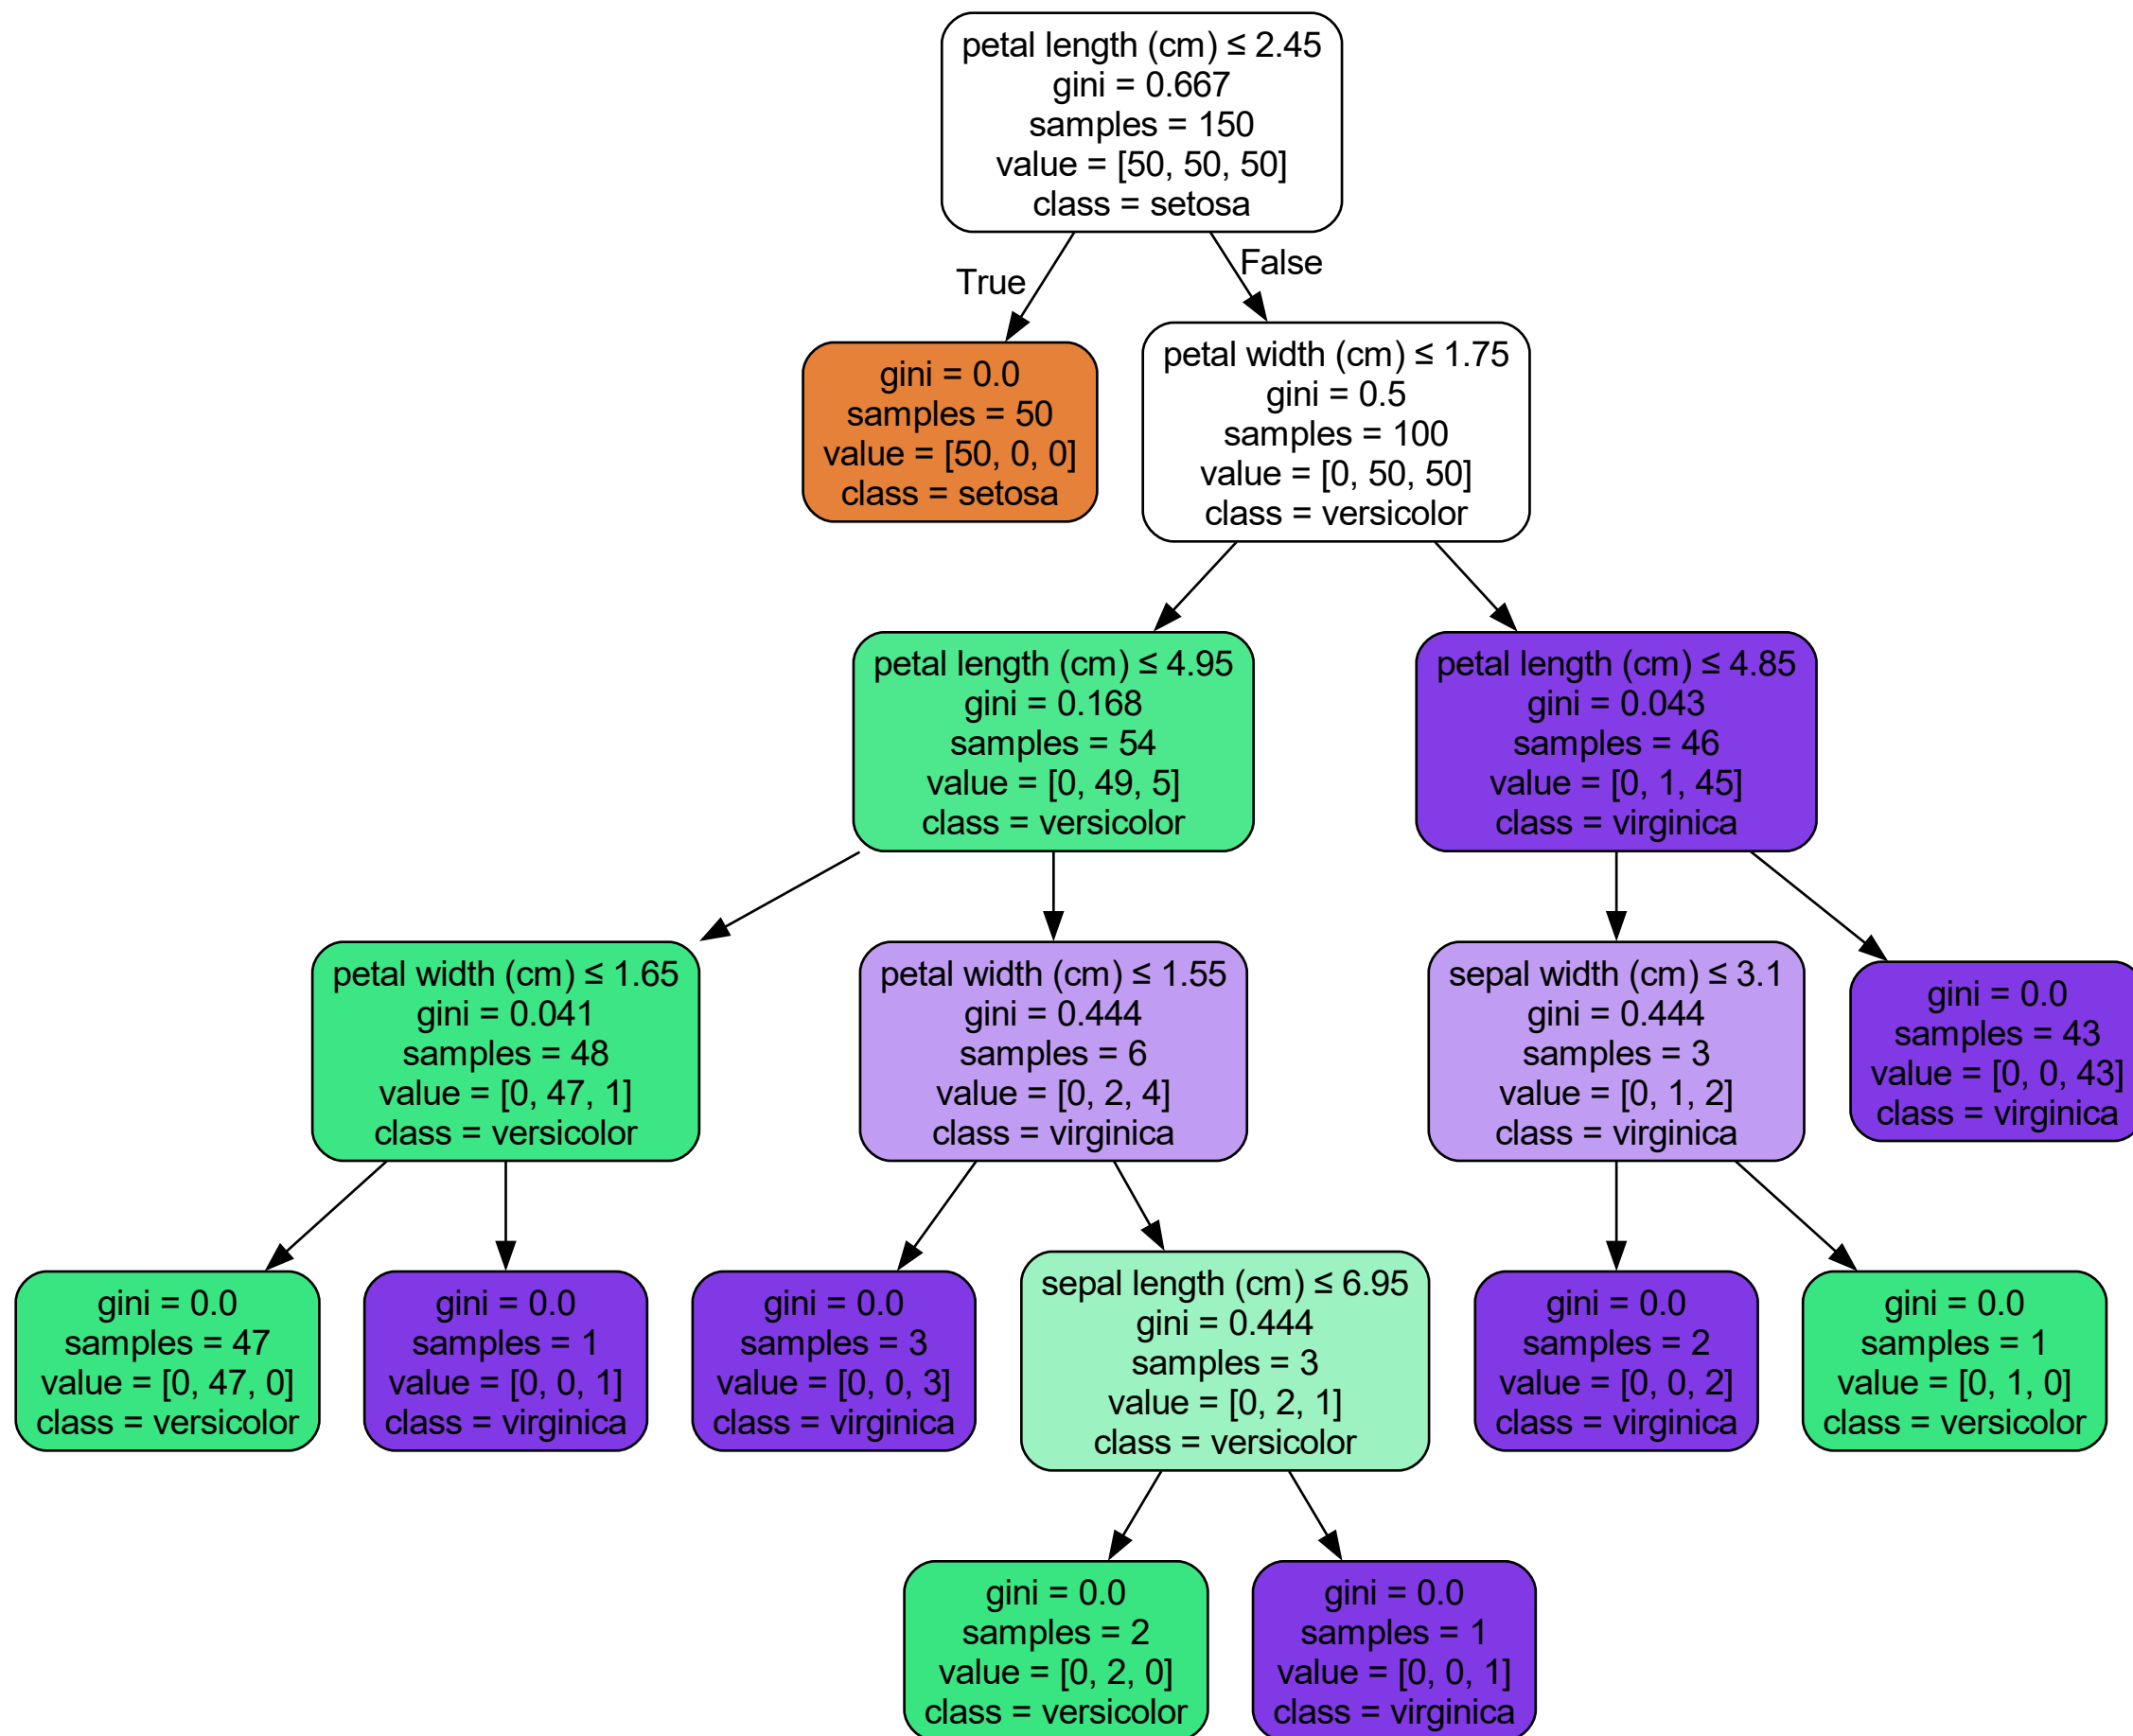 petal length (cm) ≤ 2.45
gini = 0.667
samples = 150
value = [50, 50, 50]
class = setosa
True
False
gini = 0.0
samples = 50
value = [50, 0, 0]
class = setosa
petal width (cm) ≤ 1.75
gini = 0.5
samples = 100
value = [0, 50, 50]
class = versicolor
petal length (cm) ≤ 4.95
gini = 0.168
samples = 54
value = [0, 49, 5]
class = versicolor
petal length (cm) ≤ 4.85
gini = 0.043
samples = 46
value = [0, 1, 45]
class = virginica
petal width (cm) ≤ 1.65
gini = 0.041
samples = 48
value = [0, 47, 1]
class = versicolor
petal width (cm) ≤ 1.55
gini = 0.444
samples = 6
value = [0, 2, 4]
class = virginica
sepal width (cm) ≤ 3.1
gini = 0.444
samples = 3
value = [0, 1, 2]
class = virginica
gini = 0.0
samples = 43
value = [0, 0, 43]
class = virginica
gini = 0.0
samples = 47
value = [0, 47, 0]
class = versicolor
gini = 0.0
samples = 1
value = [0, 0, 1]
class = virginica
gini = 0.0
samples = 3
value = [0, 0, 3]
class = virginica
sepal length (cm) ≤ 6.95
gini = 0.444
samples = 3
value = [0, 2, 1]
class = versicolor
gini = 0.0
samples = 2
value = [0, 0, 2]
class = virginica
gini = 0.0
samples = 1
value = [0, 1, 0]
class = versicolor
gini = 0.0
samples = 2
value = [0, 2, 0]
class = versicolor
gini = 0.0
samples = 1
value = [0, 0, 1]
class = virginica